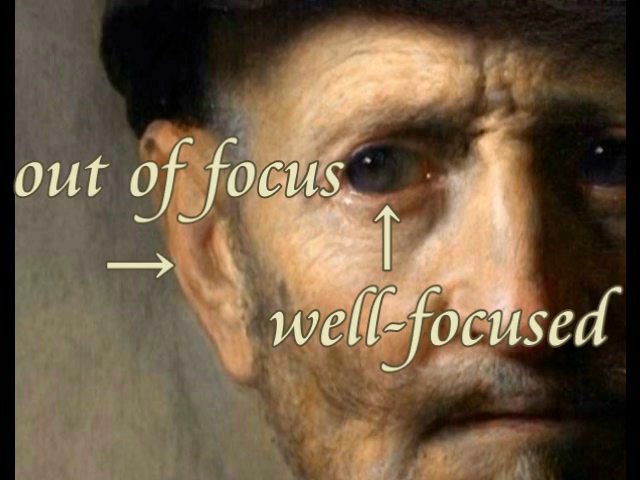 out of focus
→
↑
well-focused